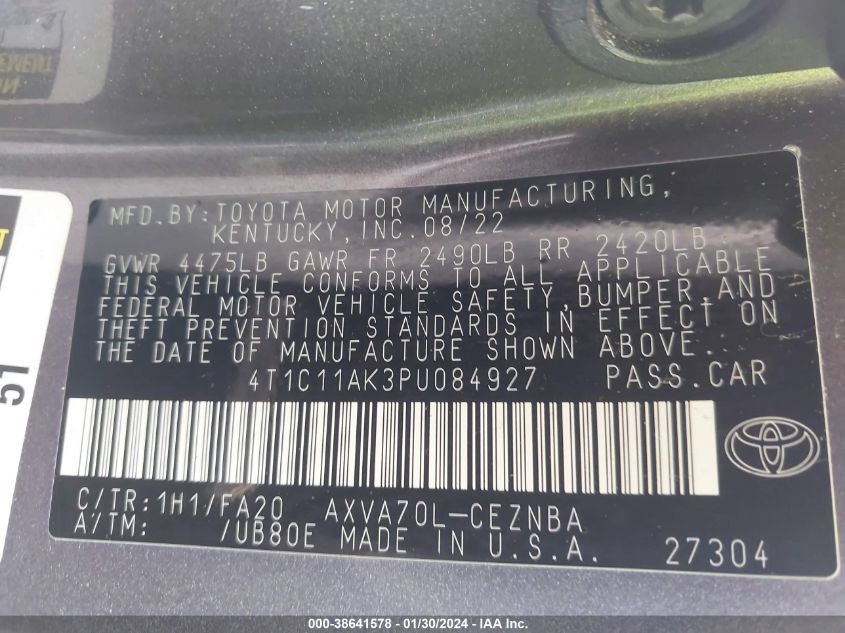 MFD. BY: TOYOTA MOTOR MANUFACTURING,
KENTUCKY, INC. 08/22
GVWR 4475LB GAWR FR 2490LB RR 2420LB
THIS VEHICLE CONFORMS TO ALL APPLICABLE
FEDERAL MOTOR VEHICLE SAFETY, BUMPER, AND
THEFT PREVENTION STANDARDS IN EFFECT ON
THE DATE OF MANUFACTURE SHOWN ABOVE.
4T1C11AK3PU084927 PASS. CAR
C/TR: 1H1/FA20 AXVA70L-CEZNBA
A/TM: /UB80E MADE IN U.S.A. 27304
51
000-38641578 / 01/30/2024 - IAA Inc.